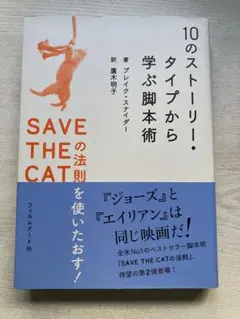 10のストーリー・
タイプから
学ぶ脚本術
著 ブレイク・スナイダー
訳 廣木明子
SAVE
THE
CATの法則を使いたおす!
フィルムアート社
『ジョーズ』と
『エイリアン』は
同じ映画だ!
全米No.1のベストセラー脚本術
『SAVE THE CATの法則』、
待望の第2弾登場!